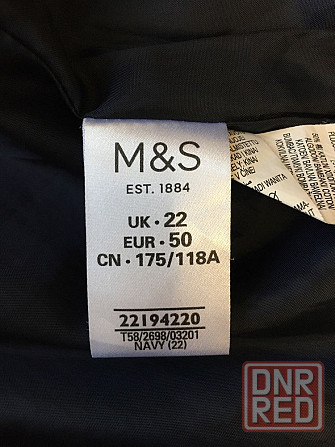 M&S
EST. 1884
UK • 22
EUR • 50
CN • 175/118A
22194220
T58/2698/03201
NAVY (22)
DNR
RED